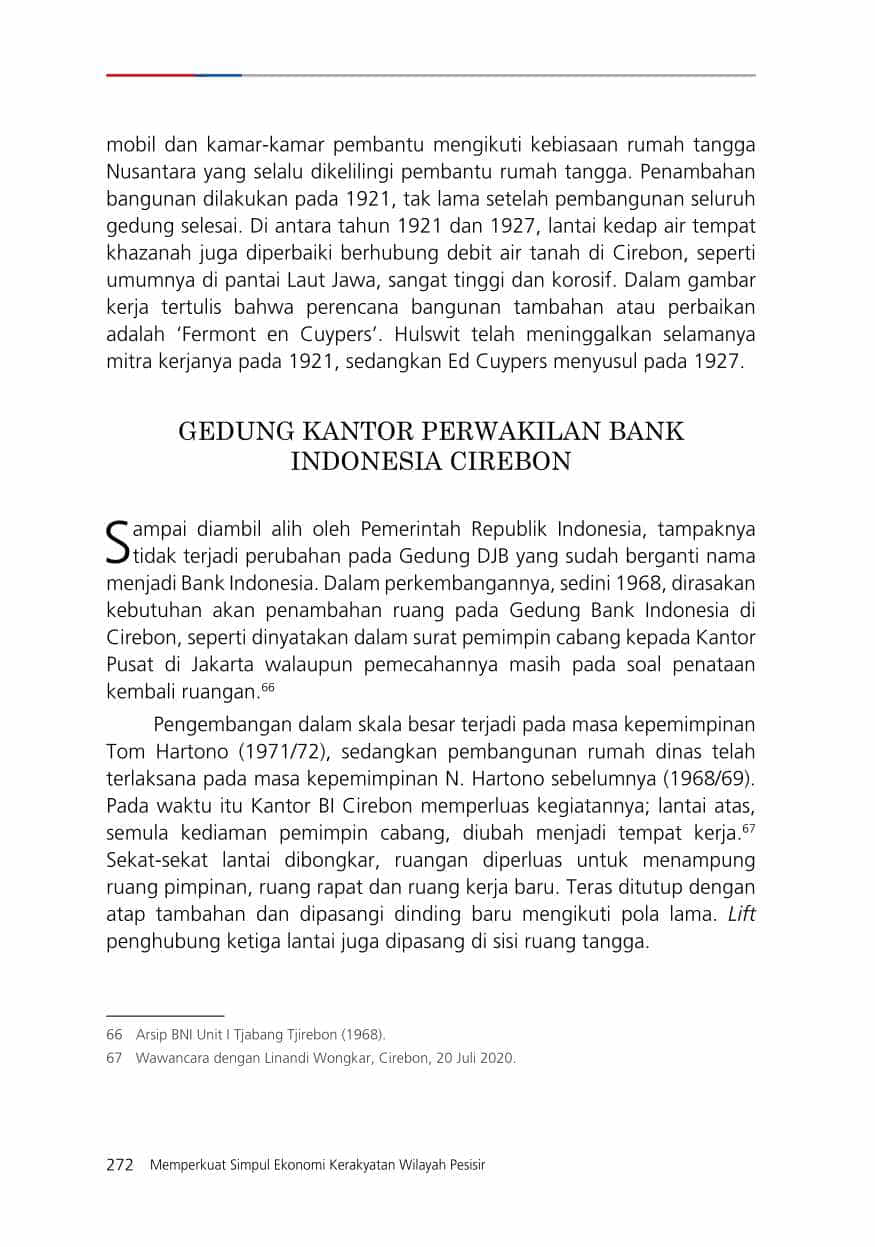 mobil dan kamar-kamar pembantu mengikuti kebiasaan rumah tangga
Nusantara yang selalu dikelilingi pembantu rumah tangga. Penambahan
bangunan dilakukan pada 1921, tak lama setelah pembangunan seluruh
gedung selesai. Di antara tahun 1921 dan 1927, lantai kedap air tempat
khazanah juga diperbaiki berhubung debit air tanah di Cirebon, seperti
umumnya di pantai Laut Jawa, sangat tinggi dan korosif. Dalam gambar
kerja tertulis bahwa perencana bangunan tambahan atau perbaikan
adalah ‘Fermont en Cuypers’. Hulswit telah meninggalkan selamanya
mitra kerjanya pada 1921, sedangkan Ed Cuypers menyusul pada 1927.
GEDUNG KANTOR PERWAKILAN BANK
INDONESIA CIREBON
Sampai diambil alih oleh Pemerintah Republik Indonesia, tampaknya
tidak terjadi perubahan pada Gedung DJB yang sudah berganti nama
menjadi Bank Indonesia. Dalam perkembangannya, sedini 1968, dirasakan
kebutuhan akan penambahan ruang pada Gedung Bank Indonesia di
Cirebon, seperti dinyatakan dalam surat pemimpin cabang kepada Kantor
Pusat di Jakarta walaupun pemecahannya masih pada soal penataan
kembali ruangan.66
Pengembangan dalam skala besar terjadi pada masa kepemimpinan
Tom Hartono (1971/72), sedangkan pembangunan rumah dinas telah
terlaksana pada masa kepemimpinan N. Hartono sebelumnya (1968/69).
Pada waktu itu Kantor BI Cirebon memperluas kegiatannya; lantai atas,
semula kediaman pemimpin cabang, diubah menjadi tempat kerja.67
Sekat-sekat lantai dibongkar, ruangan diperluas untuk menampung
ruang pimpinan, ruang rapat dan ruang kerja baru. Teras ditutup dengan
atap tambahan dan dipasangi dinding baru mengikuti pola lama. Lift
penghubung ketiga lantai juga dipasang di sisi ruang tangga.
66 Arsip BNI Unit I Tjabang Tjirebon (1968).
67 Wawancara dengan Linandi Wongkar, Cirebon, 20 Juli 2020.
272 Memperkuat Simpul Ekonomi Kerakyatan Wilayah Pesisir